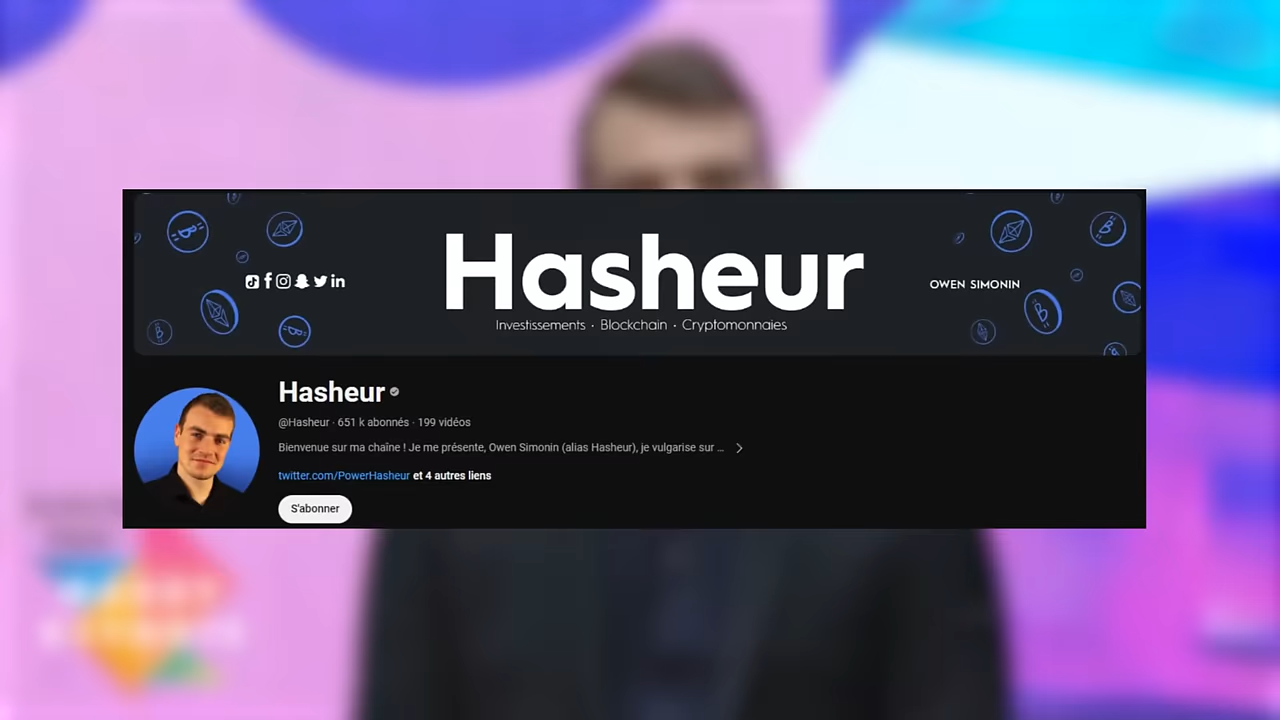 Hasheur
Investissements · Blockchain · Cryptomonnaies
OWEN SIMONIN
Hasheur
@Hasheur · 651 k abonnés · 199 vidéos
Bienvenue sur ma chaîne ! Je me présente, Owen Simonin (alias Hasheur), je vulgarise sur ...
twitter.com/PowerHasheur et 4 autres liens
S'abonner